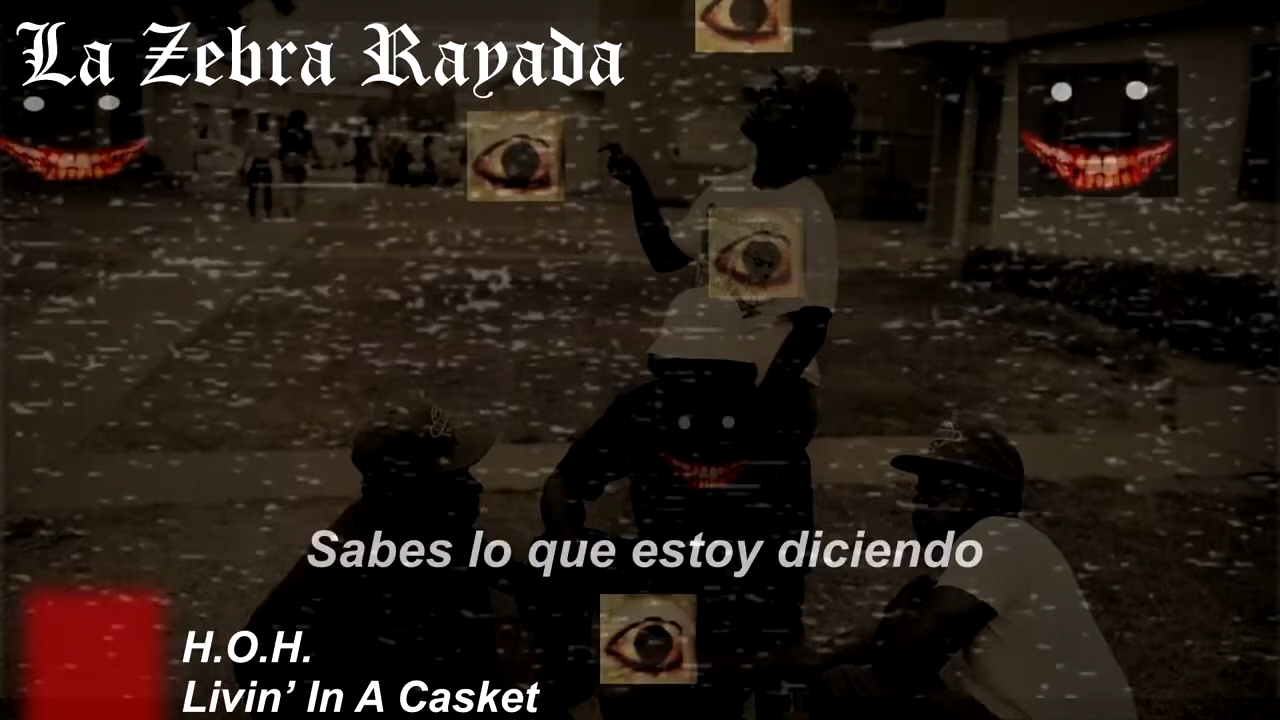 La Zebra Rayada
Sabes lo que estoy diciendo
H.O.H.
Livin’ In A Casket